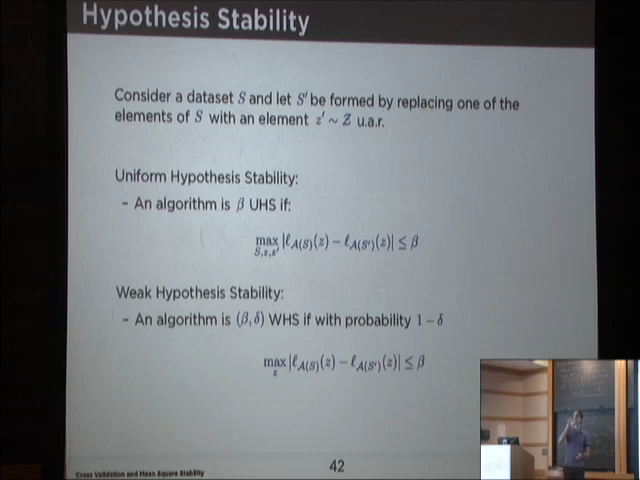 Hypothesis Stability
Consider a dataset S and let S′ be formed by replacing one of the
elements of S with an element z′ ~ Z u.a.r.
Uniform Hypothesis Stability:
– An algorithm is β UHS if:
max_{S,z,z′} |ℓ_{A(S)}(z) − ℓ_{A(S′)}(z)| ≤ β
Weak Hypothesis Stability:
– An algorithm is (β, δ) WHS if with probability 1 − δ
max_z |ℓ_{A(S)}(z) − ℓ_{A(S′)}(z)| ≤ β
Cross Validation and Mean Square Stability
42